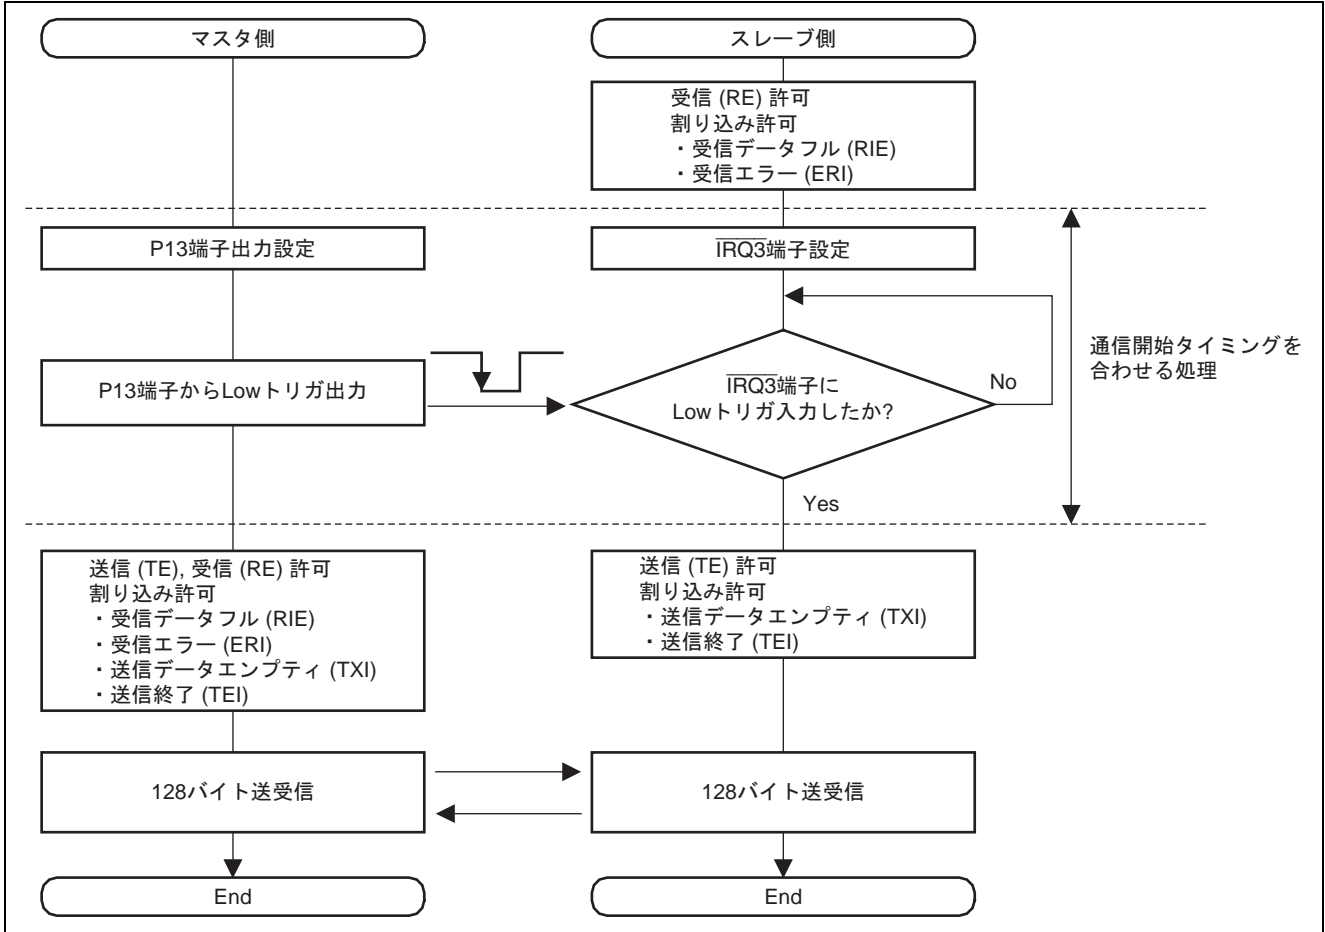 マスタ側
スレーブ側
受信 (RE) 許可
割り込み許可
・受信データフル (RIE)
・受信エラー (ERI)
P13端子出力設定
IRQ3端子設定
P13端子からLowトリガ出力
IRQ3端子に
Lowトリガ入力したか?
No
Yes
通信開始タイミングを
合わせる処理
送信 (TE), 受信 (RE) 許可
割り込み許可
・受信データフル (RIE)
・受信エラー (ERI)
・送信データエンプティ (TXI)
・送信終了 (TEI)
送信 (TE) 許可
割り込み許可
・送信データエンプティ (TXI)
・送信終了 (TEI)
128バイト送受信
128バイト送受信
End
End